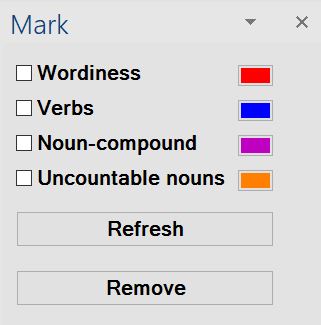 Mark
Wordiness
Verbs
Noun-compound
Uncountable nouns
Refresh
Remove